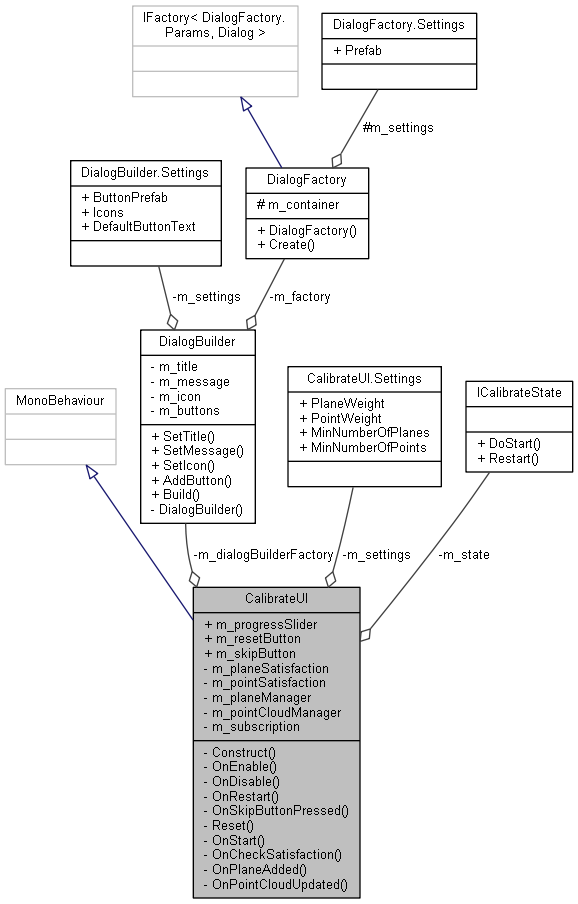 IFactory< DialogFactory.
Params, Dialog >
DialogFactory.Settings
+ Prefab
#m_settings
DialogBuilder.Settings
+ ButtonPrefab
+ Icons
+ DefaultButtonText
DialogFactory
# m_container
+ DialogFactory()
+ Create()
-m_settings
-m_factory
DialogBuilder
- m_title
- m_message
- m_icon
- m_buttons
+ SetTitle()
+ SetMessage()
+ SetIcon()
+ AddButton()
+ Build()
- DialogBuilder()
MonoBehaviour
CalibrateUI.Settings
+ PlaneWeight
+ PointWeight
+ MinNumberOfPlanes
+ MinNumberOfPoints
ICalibrateState
+ DoStart()
+ Restart()
-m_dialogBuilderFactory
-m_settings
-m_state
CalibrateUI
+ m_progressSlider
+ m_resetButton
+ m_skipButton
- m_planeSatisfaction
- m_pointSatisfaction
- m_planeManager
- m_pointCloudManager
- m_subscription
- Construct()
- OnEnable()
- OnDisable()
- OnRestart()
- OnSkipButtonPressed()
- Reset()
- OnStart()
- OnCheckSatisfaction()
- OnPlaneAdded()
- OnPointCloudUpdated()